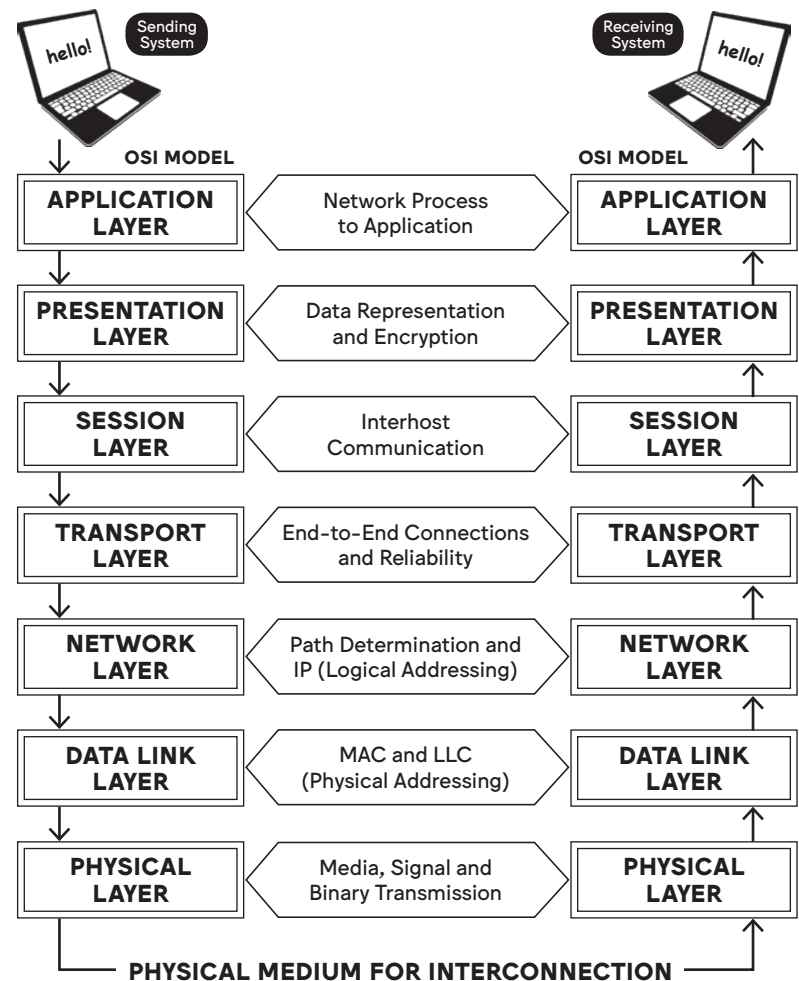 hello!
Sending
System
Receiving
System
hello!
OSI MODEL
OSI MODEL
APPLICATION
LAYER
Network Process
to Application
APPLICATION
LAYER
PRESENTATION
LAYER
Data Representation
and Encryption
PRESENTATION
LAYER
SESSION
LAYER
Interhost
Communication
SESSION
LAYER
TRANSPORT
LAYER
End-to-End Connections
and Reliability
TRANSPORT
LAYER
NETWORK
LAYER
Path Determination and
IP (Logical Addressing)
NETWORK
LAYER
DATA LINK
LAYER
MAC and LLC
(Physical Addressing)
DATA LINK
LAYER
PHYSICAL
LAYER
Media, Signal and
Binary Transmission
PHYSICAL
LAYER
PHYSICAL MEDIUM FOR INTERCONNECTION